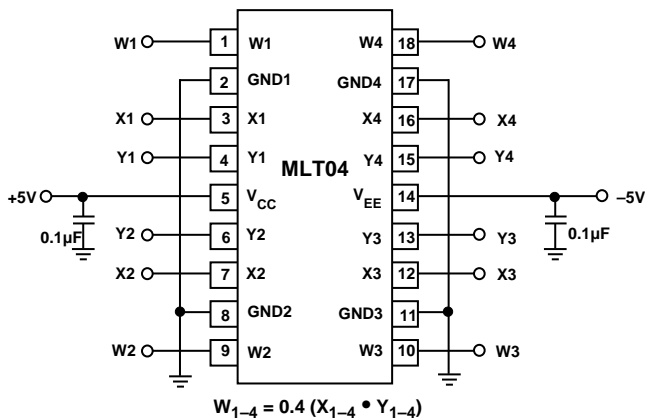 W1 1 W1 W4 18 W4
2 GND1 GND4 17
X1 3 X1 X4 16 X4
Y1 4 Y1 Y4 15 Y4
MLT04
+5V 5 VCC VEE 14 –5V
0.1µF 0.1µF
Y2 6 Y2 Y3 13 Y3
X2 7 X2 X3 12 X3
8 GND2 GND3 11
W2 9 W2 W3 10 W3
W1–4 = 0.4 (X1–4 • Y1–4)